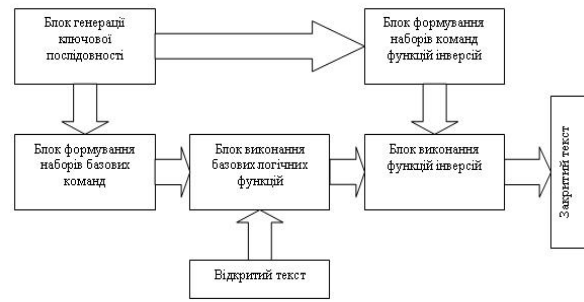 Блок генерації
ключової
послідовності
Блок формування
наборів команд
функцій інверсій
Блок формування
наборів базових
команд
Блок виконання
базових логічних
функцій
Блок виконання
функцій інверсій
Закритий текст
Відкритий текст